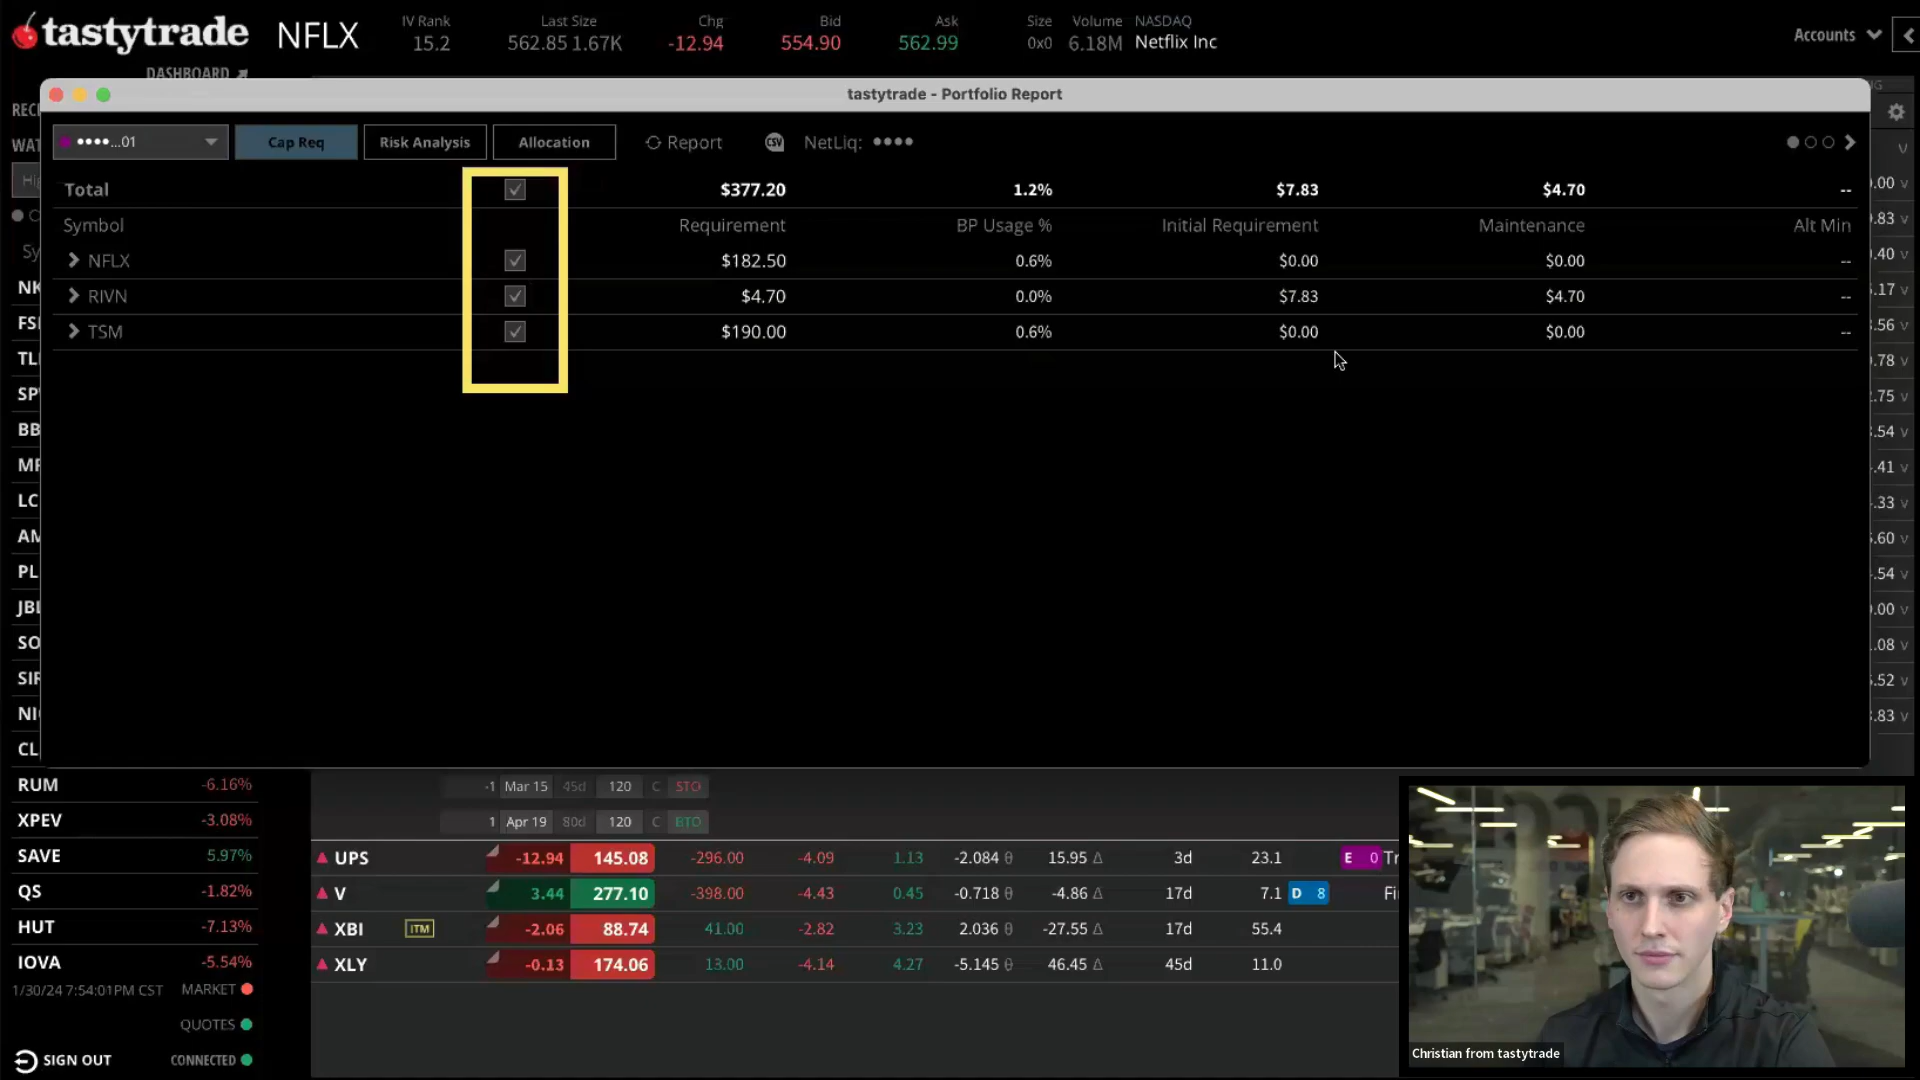 tastytrade NFLX IV Rank 15.2 Last Size 562.85 1.67K Chg -12.94 Bid 554.90 Ask 562.99 Size 0x0 Volume 6.18M NASDAQ Netflix Inc Accounts
DASHBOARD
tastytrade - Portfolio Report
••••...01 Cap Req Risk Analysis Allocation Report CSV NetLiq: ••••
Total $377.20 1.2% $7.83 $4.70 --
Symbol Requirement BP Usage % Initial Requirement Maintenance Alt Min
NFLX $182.50 0.6% $0.00 $0.00 --
RIVN $4.70 0.0% $7.83 $4.70 --
TSM $190.00 0.6% $0.00 $0.00 --
-1 Mar 15 45d 120 C STO
1 Apr 19 80d 120 C BTO
RUM -6.16%
XPEV -3.08%
SAVE 5.97%
QS -1.82%
HUT -7.13%
IOVA -5.54%
UPS -12.94 145.08 -296.00 -4.09 1.13 -2.084 θ 15.95 Δ 3d 23.1 E 0 Tr
V 3.44 277.10 -398.00 -4.43 0.45 -0.718 θ -4.86 Δ 17d 7.1 D 8 Fi
XBI ITM -2.06 88.74 41.00 -2.82 3.23 2.036 θ -27.55 Δ 17d 55.4
XLY -0.13 174.06 13.00 -4.14 4.27 -5.145 θ 46.45 Δ 45d 11.0
1/30/24 7:54:01PM CST MARKET
QUOTES
SIGN OUT CONNECTED
Christian from tastytrade